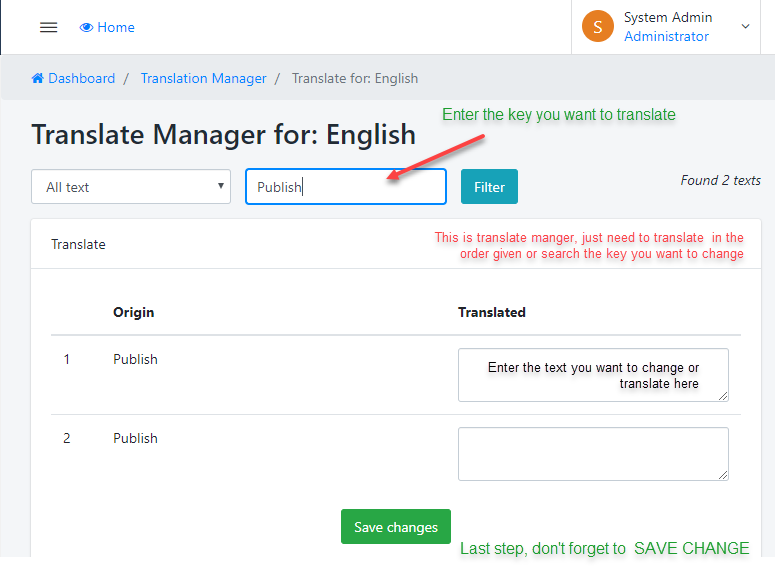 Home
S
System Admin
Administrator
Dashboard / Translation Manager / Translate for: English
Enter the key you want to translate
Translate Manager for: English
All text
Publish
Filter
Found 2 texts
Translate
This is translate manger, just need to translate in the
order given or search the key you want to change
Origin Translated
1 Publish
Enter the text you want to change or
translate here
2 Publish
Save changes
Last step, don't forget to SAVE CHANGE